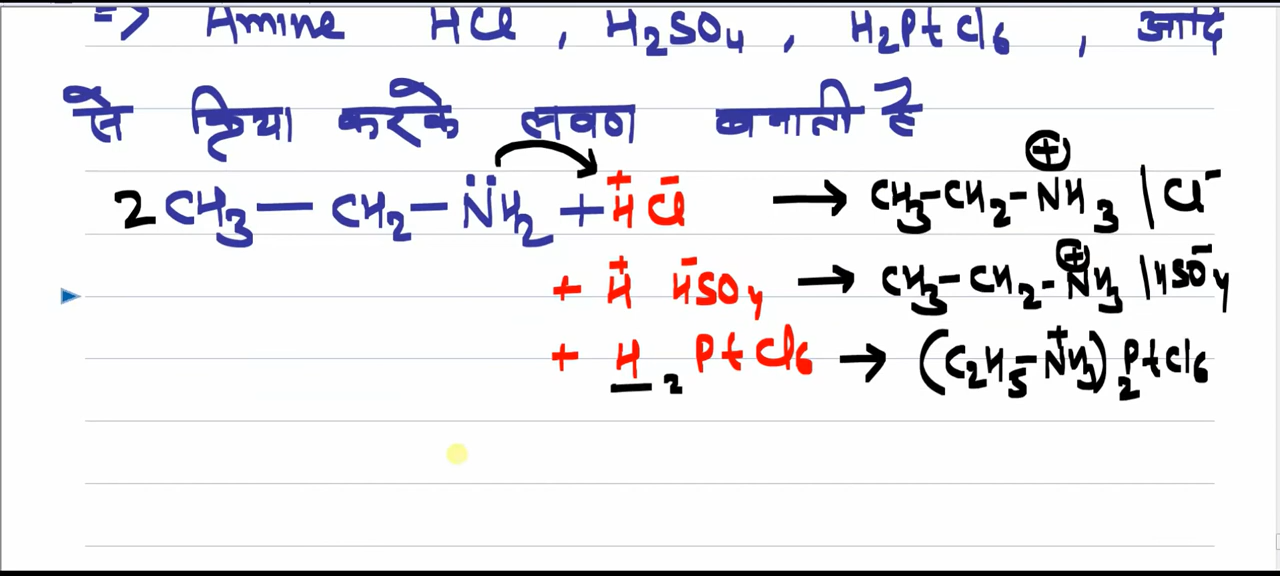 => Amine HCl, H2SO4, H2PtCl6, आदि
से क्रिया करके लवण बनाती है
2CH3—CH2—N̈H2 + H⁺Cl⁻ → CH3-CH2-N⊕H3 | Cl⁻
+ H⁺ HSO4⁻ → CH3-CH2-N⊕H3 | HSO4⁻
+ H2PtCl6 → (C2H5-N⁺H3)2PtCl6